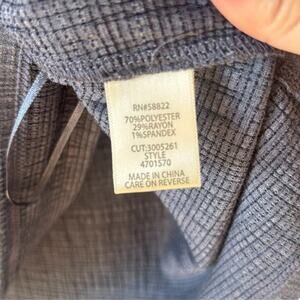 RN#58822
70%POLYESTER
29%RAYON
1%SPANDEX
CUT:3005261
STYLE
4701570
MADE IN CHINA
CARE ON REVERSE